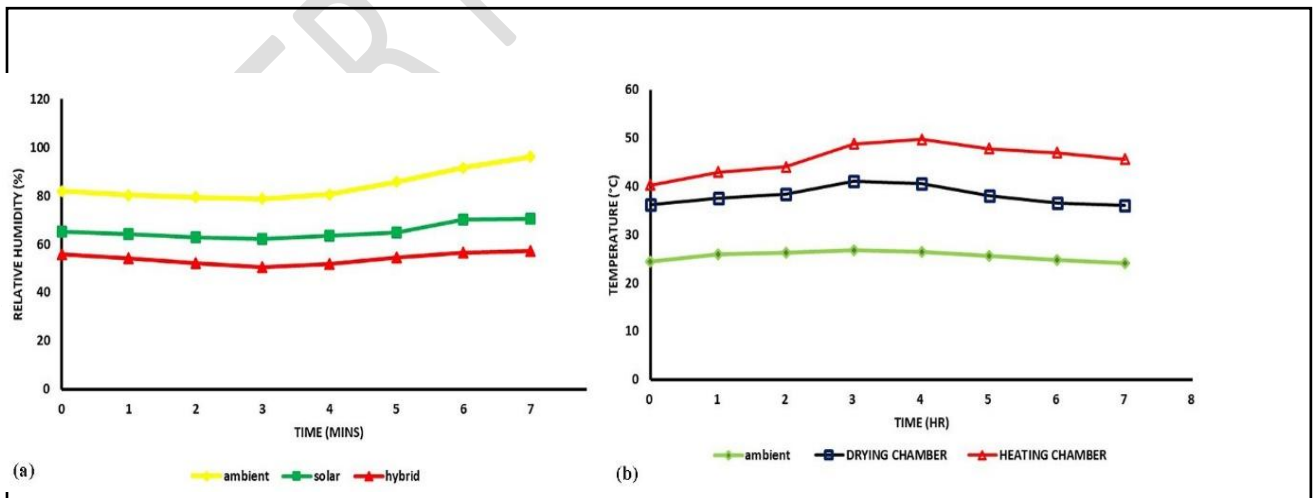 120
100
80
60
40
20
0
RELATIVE HUMIDITY (%)
0 1 2 3 4 5 6 7
TIME (MINS)
(a)
ambient solar hybrid
60
50
40
30
20
10
0
TEMPERATURE (°C)
0 1 2 3 4 5 6 7 8
TIME (HR)
(b)
ambient DRYING CHAMBER HEATING CHAMBER